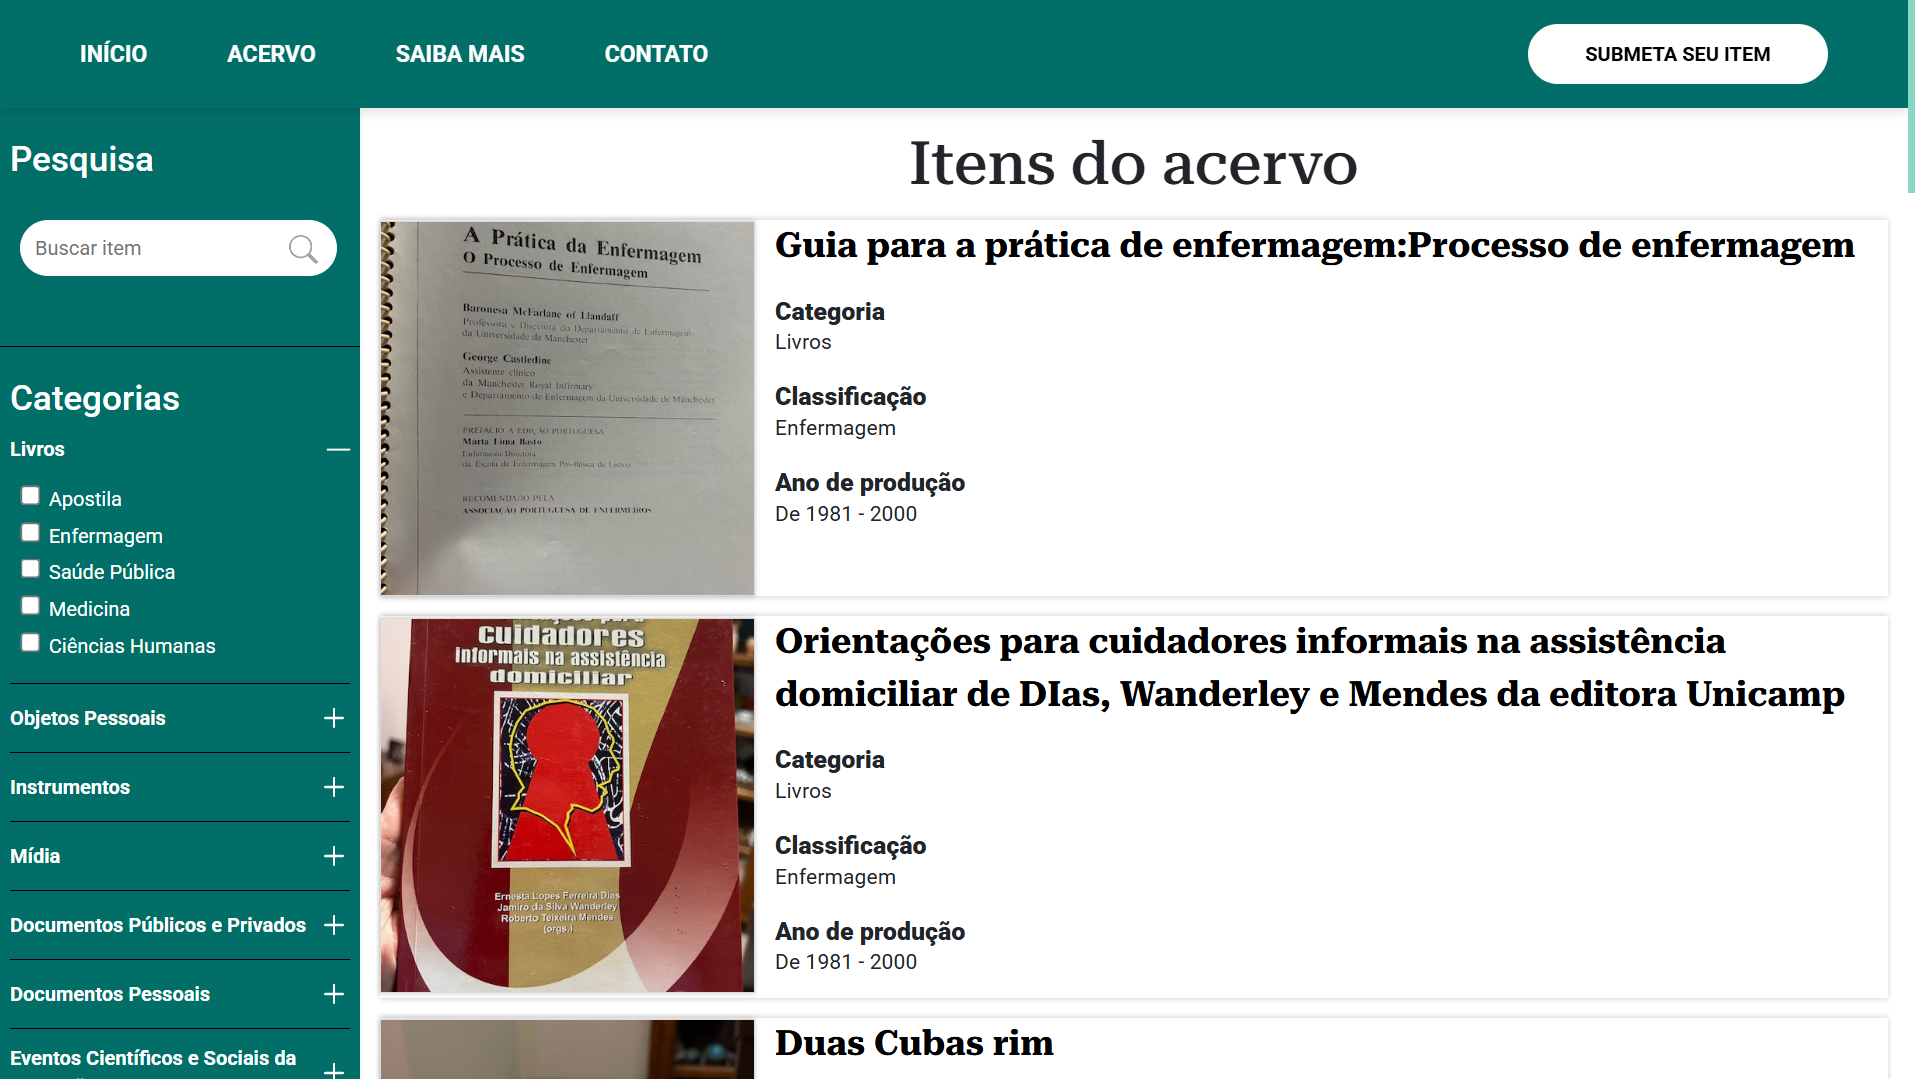 INÍCIO
ACERVO
SAIBA MAIS
CONTATO
SUBMETA SEU ITEM
Pesquisa
Buscar item
Categorias
Livros
Apostila
Enfermagem
Saúde Pública
Medicina
Ciências Humanas
Objetos Pessoais
Instrumentos
Mídia
Documentos Públicos e Privados
Documentos Pessoais
Eventos Científicos e Sociais da
Itens do acervo
A Prática da Enfermagem
O Processo de Enfermagem
Baronesa McFarlane of Llandaff
Professora e Directora do Departamento de Enfermagem
da Universidade de Manchester
George Castledine
Assistente clínico
da Manchester Royal Infirmary
e Departamento de Enfermagem da Universidade de Manchester
PREFÁCIO A EDIÇÃO PORTUGUESA
Marta Lima Basto
Enfermeira-Directora
da Escola de Enfermagem Pós-Básica de Lisboa
RECOMENDADO PELA
ASSOCIAÇÃO PORTUGUESA DE ENFERMEIROS
Guia para a prática de enfermagem:Processo de enfermagem
Categoria
Livros
Classificação
Enfermagem
Ano de produção
De 1981 - 2000
cuidadores
informais na assistência
domiciliar
Ernesta Lopes Ferreira Dias
Jamiro da Silva Wanderley
Roberto Teixeira Mendes
(orgs.)
Orientações para cuidadores informais na assistência
domiciliar de DIas, Wanderley e Mendes da editora Unicamp
Categoria
Livros
Classificação
Enfermagem
Ano de produção
De 1981 - 2000
Duas Cubas rim